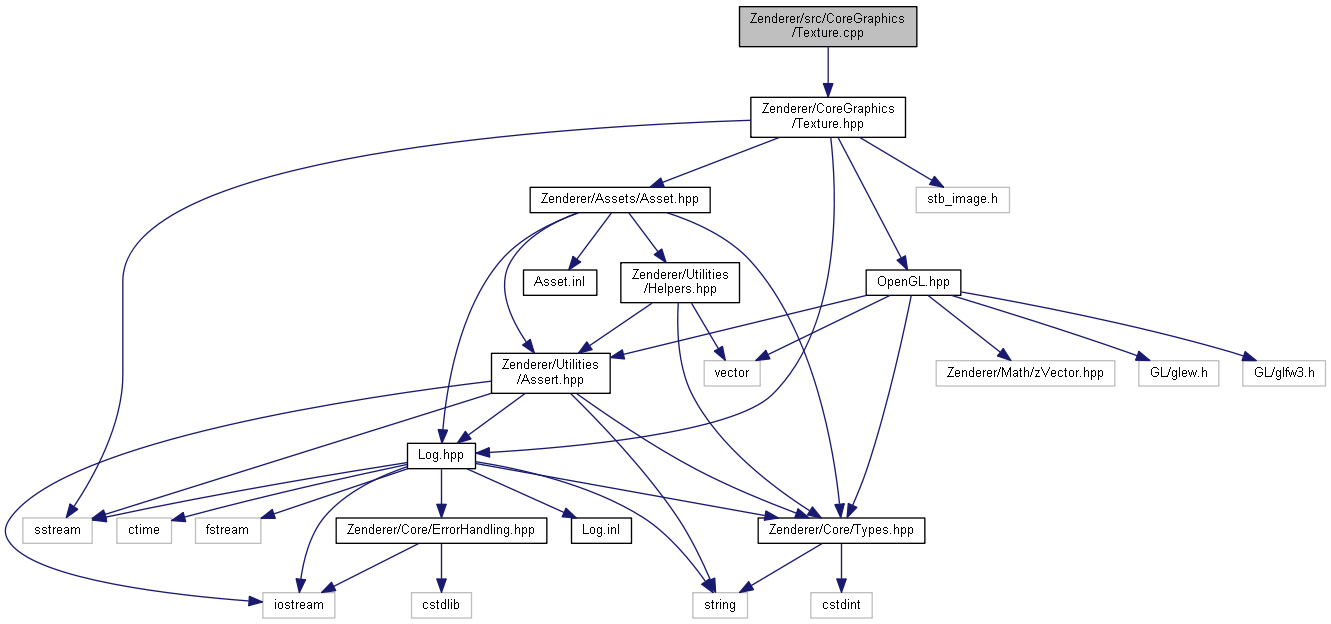 Zenderer/src/CoreGraphics
/Texture.cpp
Zenderer/CoreGraphics
/Texture.hpp
Zenderer/Assets/Asset.hpp
stb_image.h
Asset.inl
Zenderer/Utilities
/Helpers.hpp
OpenGL.hpp
Zenderer/Utilities
/Assert.hpp
vector
Zenderer/Math/zVector.hpp
GL/glew.h
GL/glfw3.h
Log.hpp
sstream
ctime
fstream
Zenderer/Core/ErrorHandling.hpp
Log.inl
Zenderer/Core/Types.hpp
iostream
cstdlib
string
cstdint